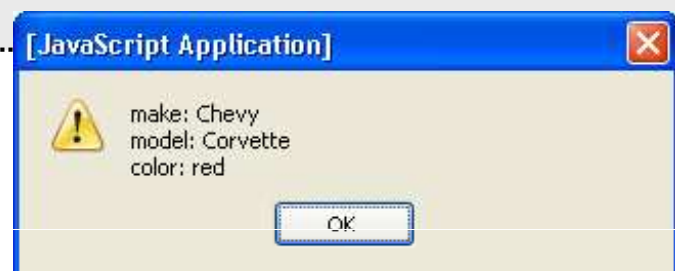 ..
[JavaScript Application]
make: Chevy
model: Corvette
color: red
OK